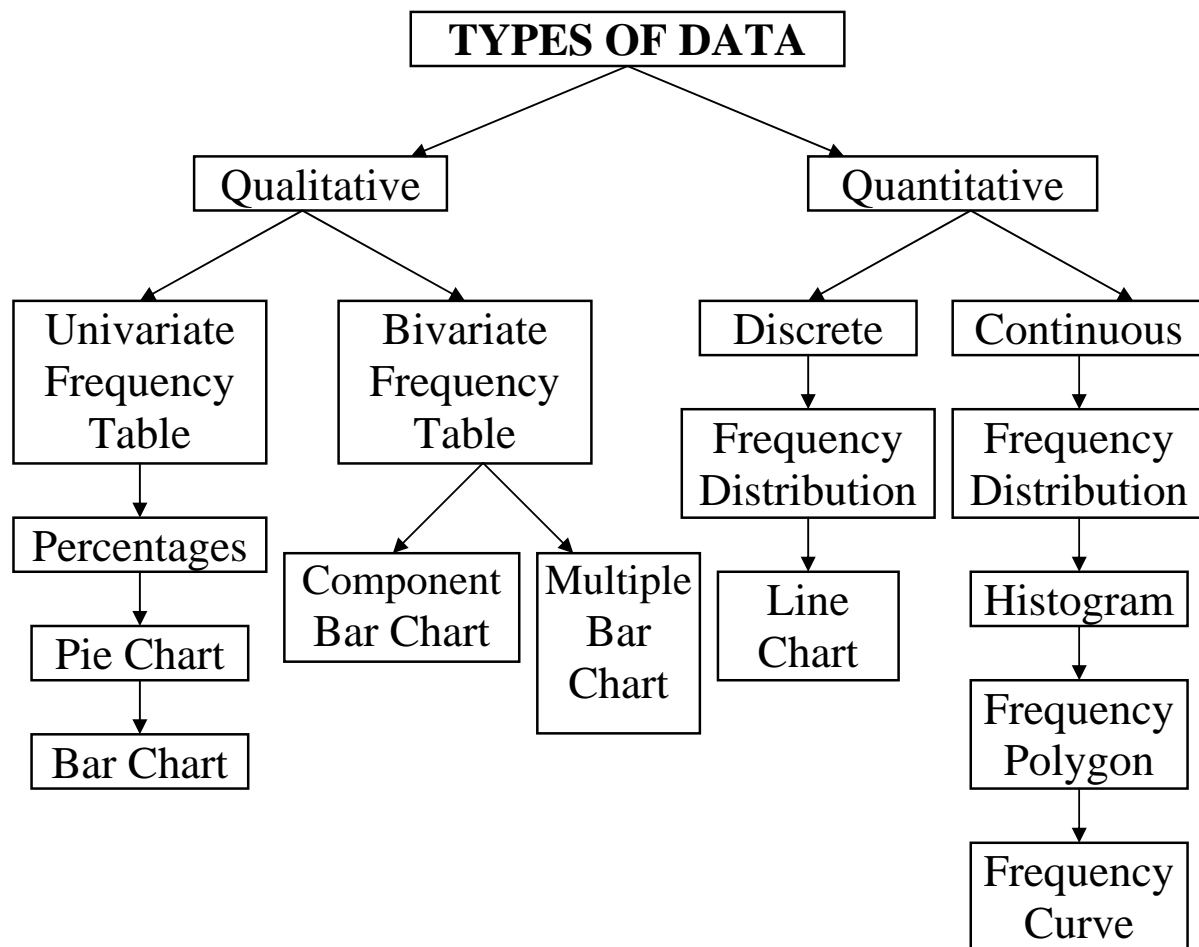 TYPES OF DATA
Qualitative
Quantitative
Univariate
Frequency
Table
Bivariate
Frequency
Table
Discrete
Continuous
Frequency
Distribution
Frequency
Distribution
Percentages
Component
Bar Chart
Multiple
Bar
Chart
Line
Chart
Histogram
Pie Chart
Bar Chart
Frequency
Polygon
Frequency
Curve